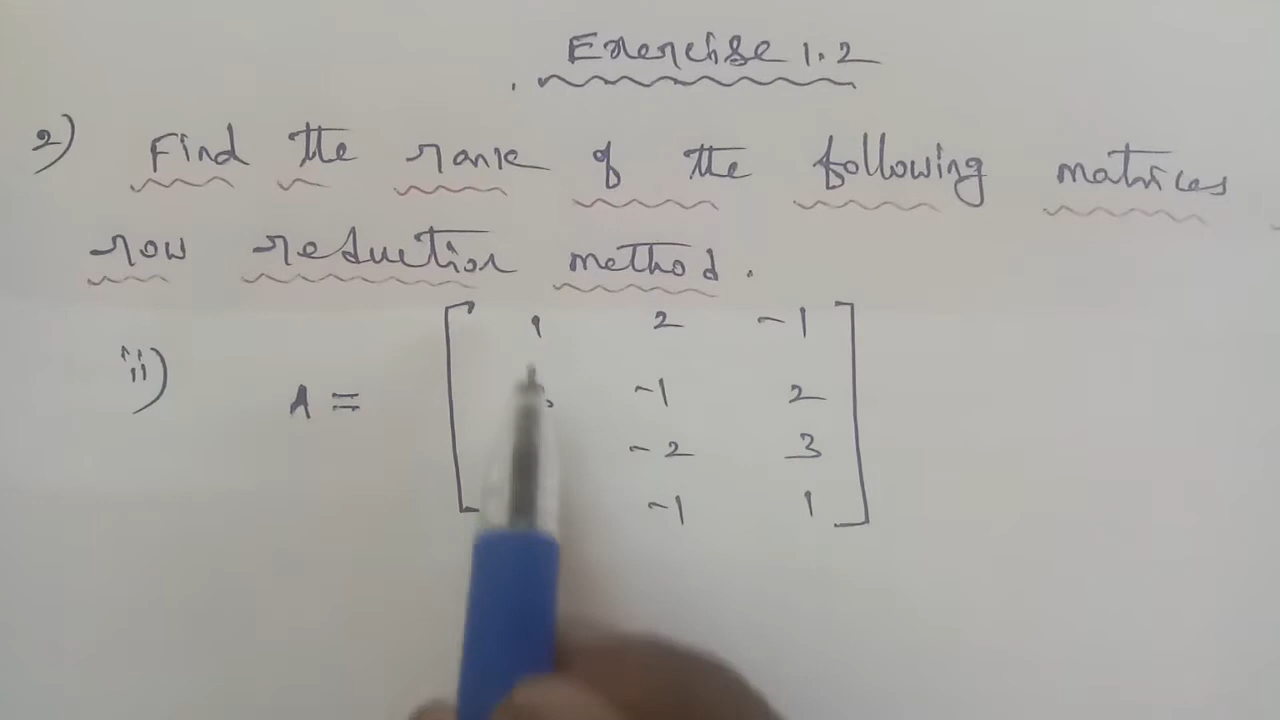 Exercise 1.2
2) Find the rank of the following matrices
row reduction method.
ii) A = [ 1 2 -1
-1 2
-2 3
-1 1 ]